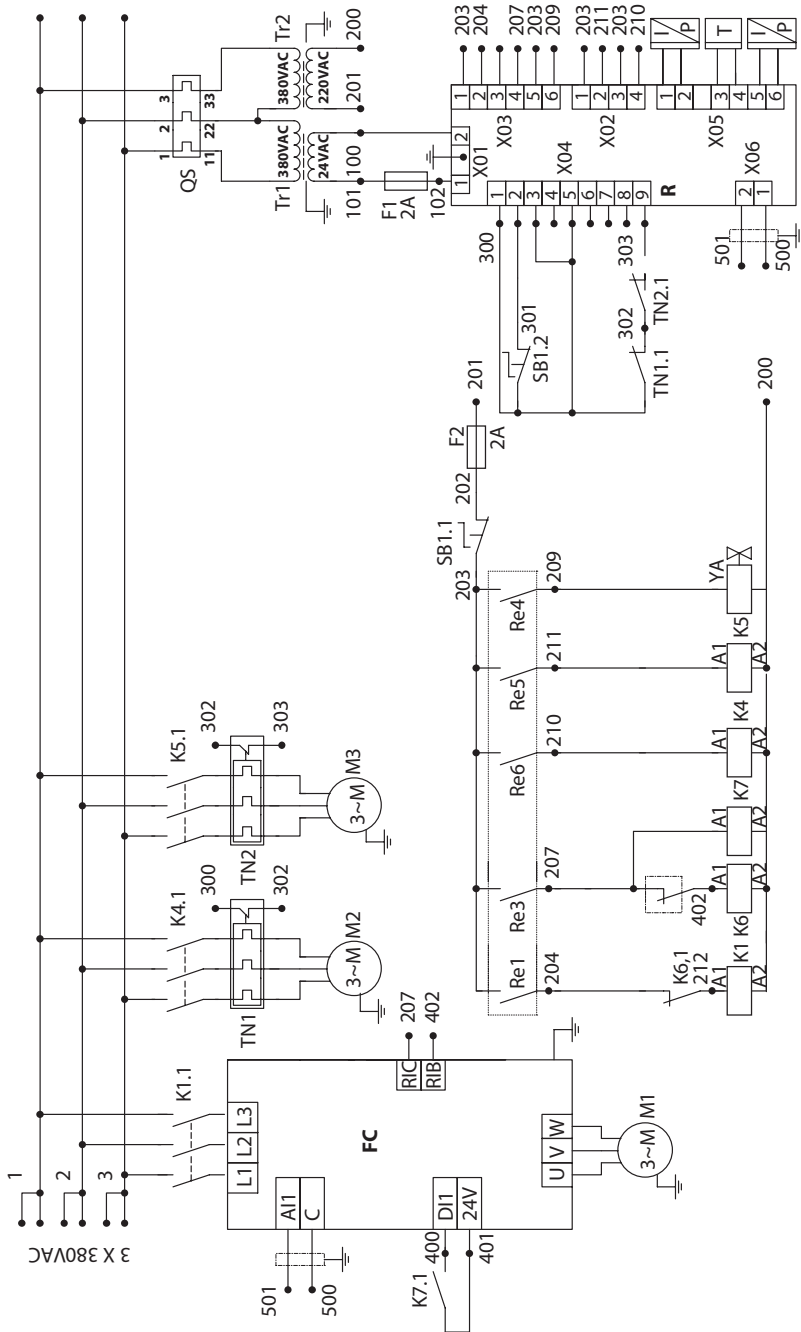 3 X 380VAC
1
2
3
K1.1
L1 L2 L3
FC
AI1
C
501
500
DI1
24V
400
401
K7.1
RIC
RIB
207
402
U V W
3~M
M1
K4.1
TN1
300
302
3~M
M2
K5.1
TN2
302
303
3~M
M3
QS
1 2 3
11 22 33
Tr1
380VAC
24VAC
Tr2
380VAC
220VAC
101
100
201
200
F1
2A
102
X01
1 2
X03
1 2 3 4 5 6
203
204
207
203
209
X02
1 2 3 4
203
211
203
210
X05
1 2 3 4 5 6
I/P
T
I/P
X04
1 2 3 4 5 6 7 8 9
R
X06
2 1
501
500
300
301
SB1.2
303
302
TN2.1
TN1.1
201
F2
2A
202
SB1.1
203
Re1
Re3
Re6
Re5
Re4
204
207
210
211
209
K6,1
212
402
A1
A2
K1
A1
A2
K6
A1
A2
K7
A1
A2
K4
A1
A2
K5
YA
200